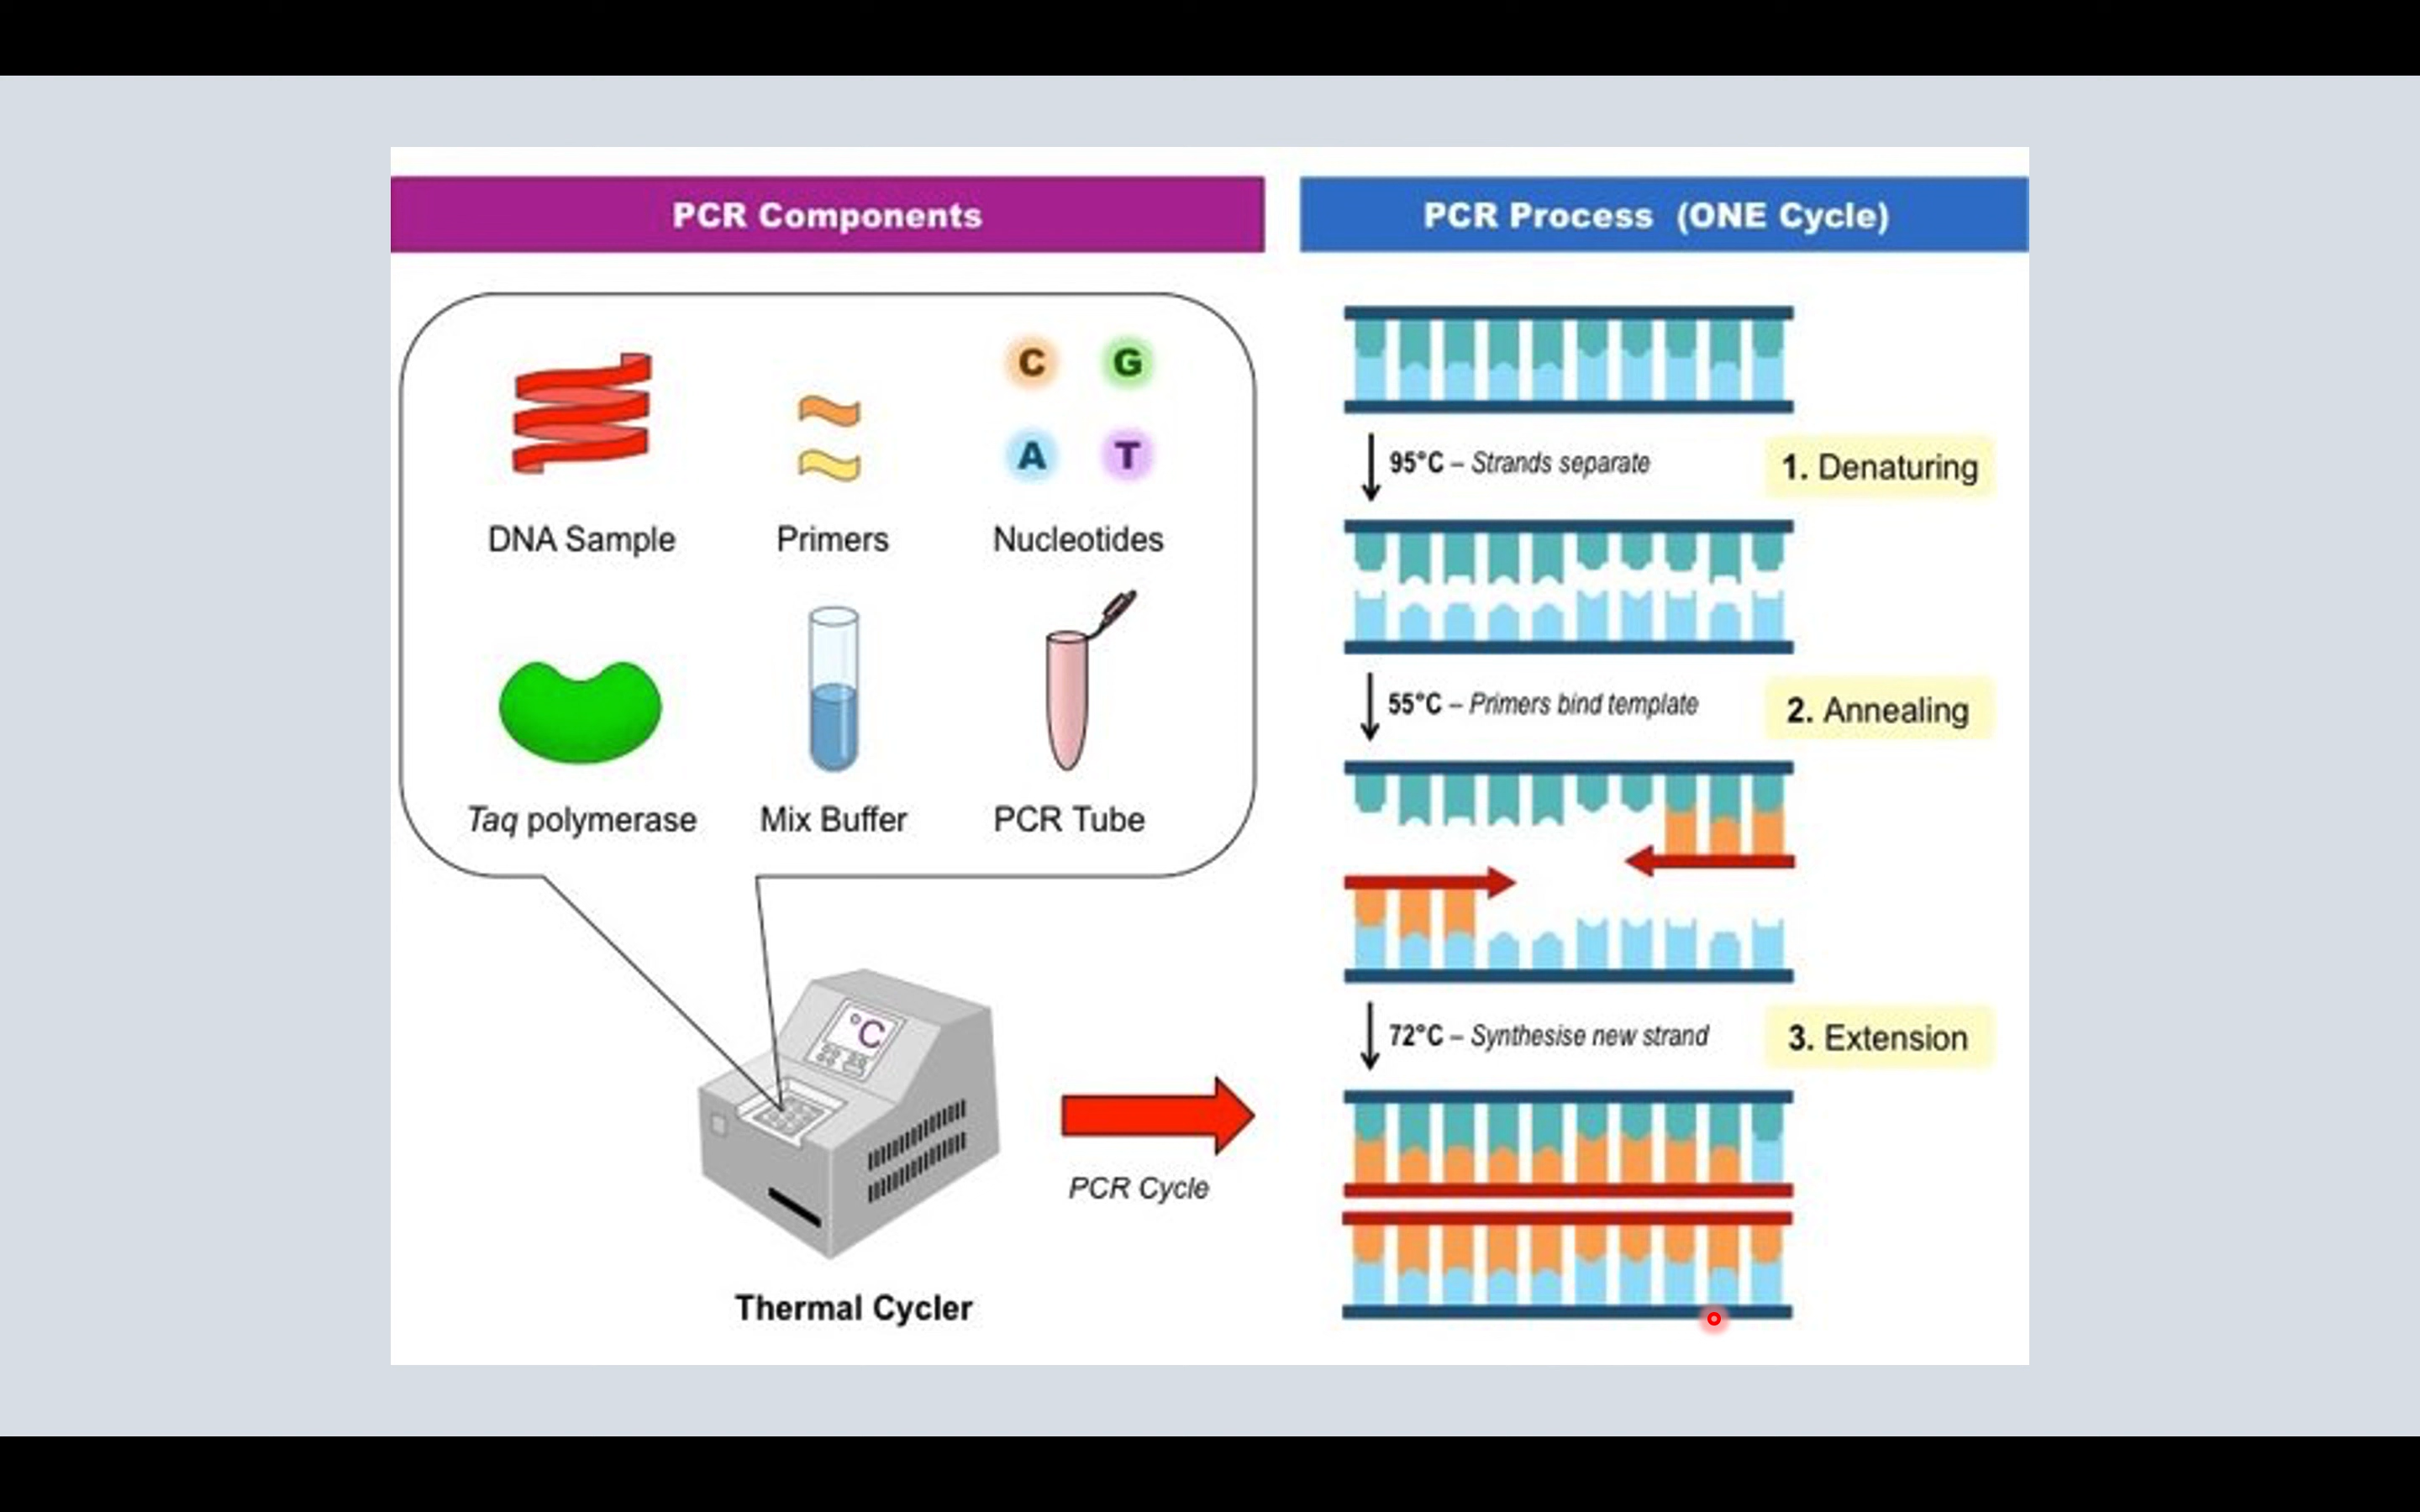 PCR Components
C G
A T
DNA Sample Primers Nucleotides
Taq polymerase Mix Buffer PCR Tube
°C
Thermal Cycler
PCR Cycle
PCR Process (ONE Cycle)
95°C – Strands separate 1. Denaturing
55°C – Primers bind template 2. Annealing
72°C – Synthesise new strand 3. Extension